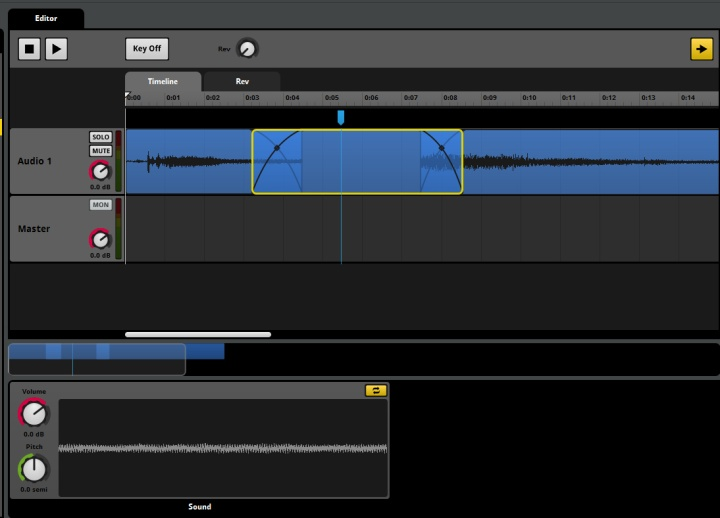 Editor
Key Off
Rev
Timeline
Rev
0:00
0:01
0:02
0:03
0:04
0:05
0:06
0:07
0:08
0:09
0:10
0:11
0:12
0:13
0:14
Audio 1
SOLO
MUTE
0.0 dB
Master
MON
0.0 dB
Volume
0.0 dB
Pitch
0.0 semi
Sound